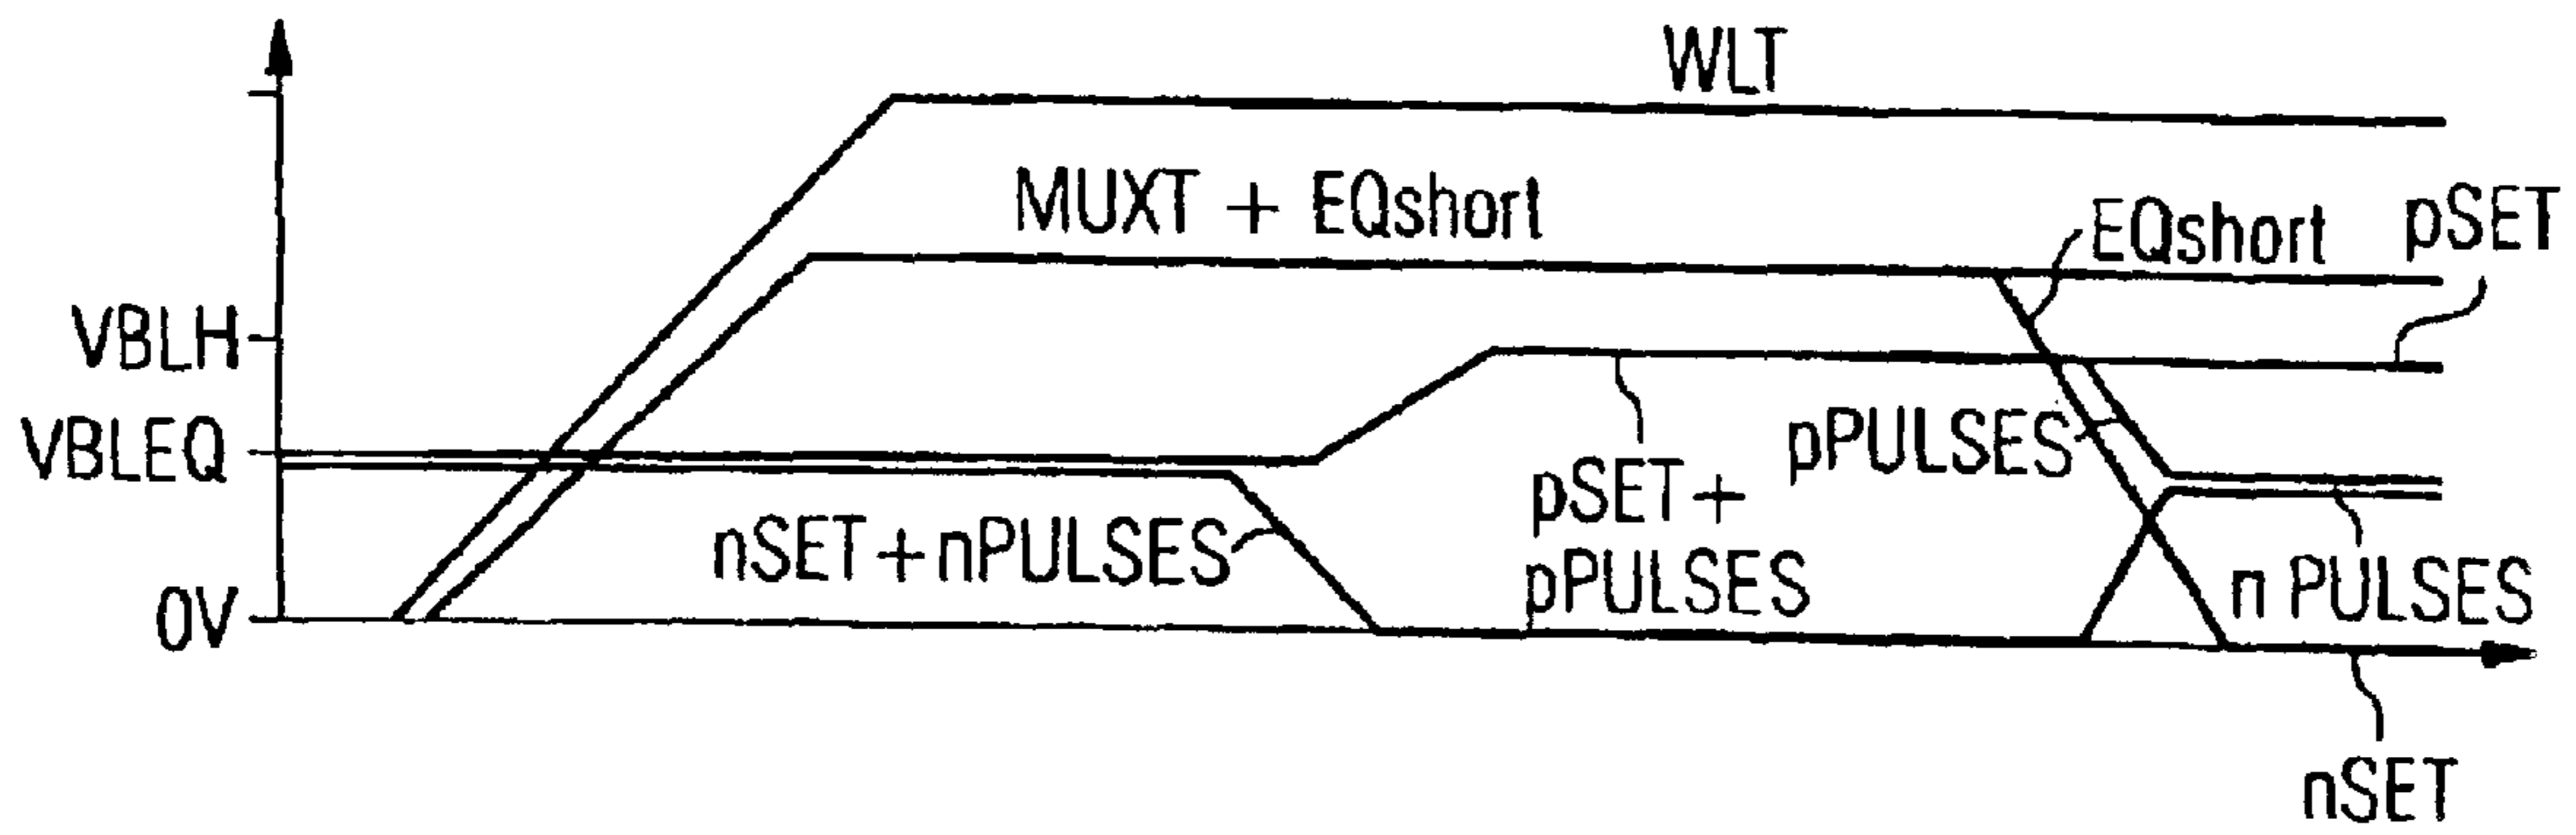 WLT
MUXT + EQshort
EQshort
pSET
VBLH
VBLEQ
pPULSES
pSET +
pPULSES
nSET + nPULSES
n PULSES
0V
nSET